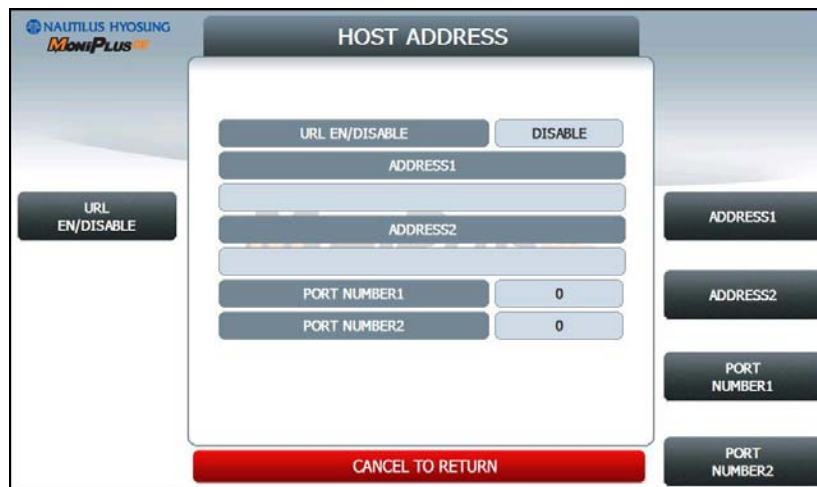 NAUTILUS HYOSUNG
MoniPlus
HOST ADDRESS
URL EN/DISABLE DISABLE
ADDRESS1
ADDRESS2
PORT NUMBER1 0
PORT NUMBER2 0
URL
EN/DISABLE
ADDRESS1
ADDRESS2
PORT
NUMBER1
PORT
NUMBER2
CANCEL TO RETURN